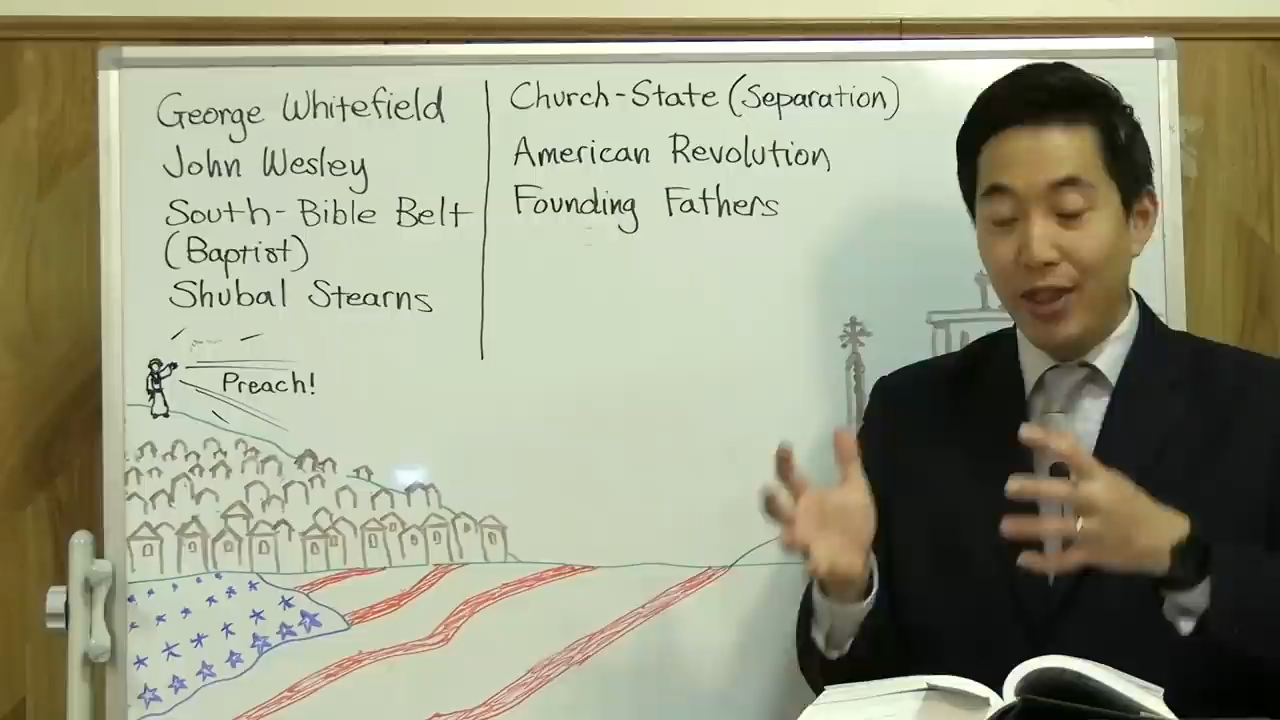 George Whitefield
John Wesley
South-Bible Belt
(Baptist)
Shubal Stearns
Preach!
Church-State (Separation)
American Revolution
Founding Fathers